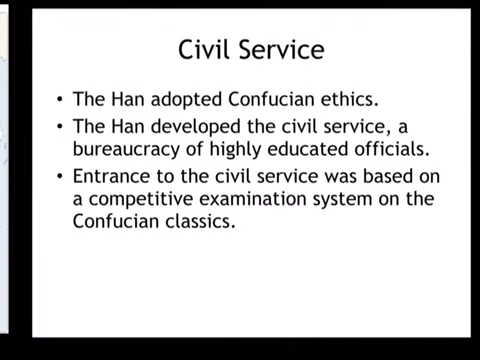 Civil Service
• The Han adopted Confucian ethics.
• The Han developed the civil service, a
bureaucracy of highly educated officials.
• Entrance to the civil service was based on
a competitive examination system on the
Confucian classics.